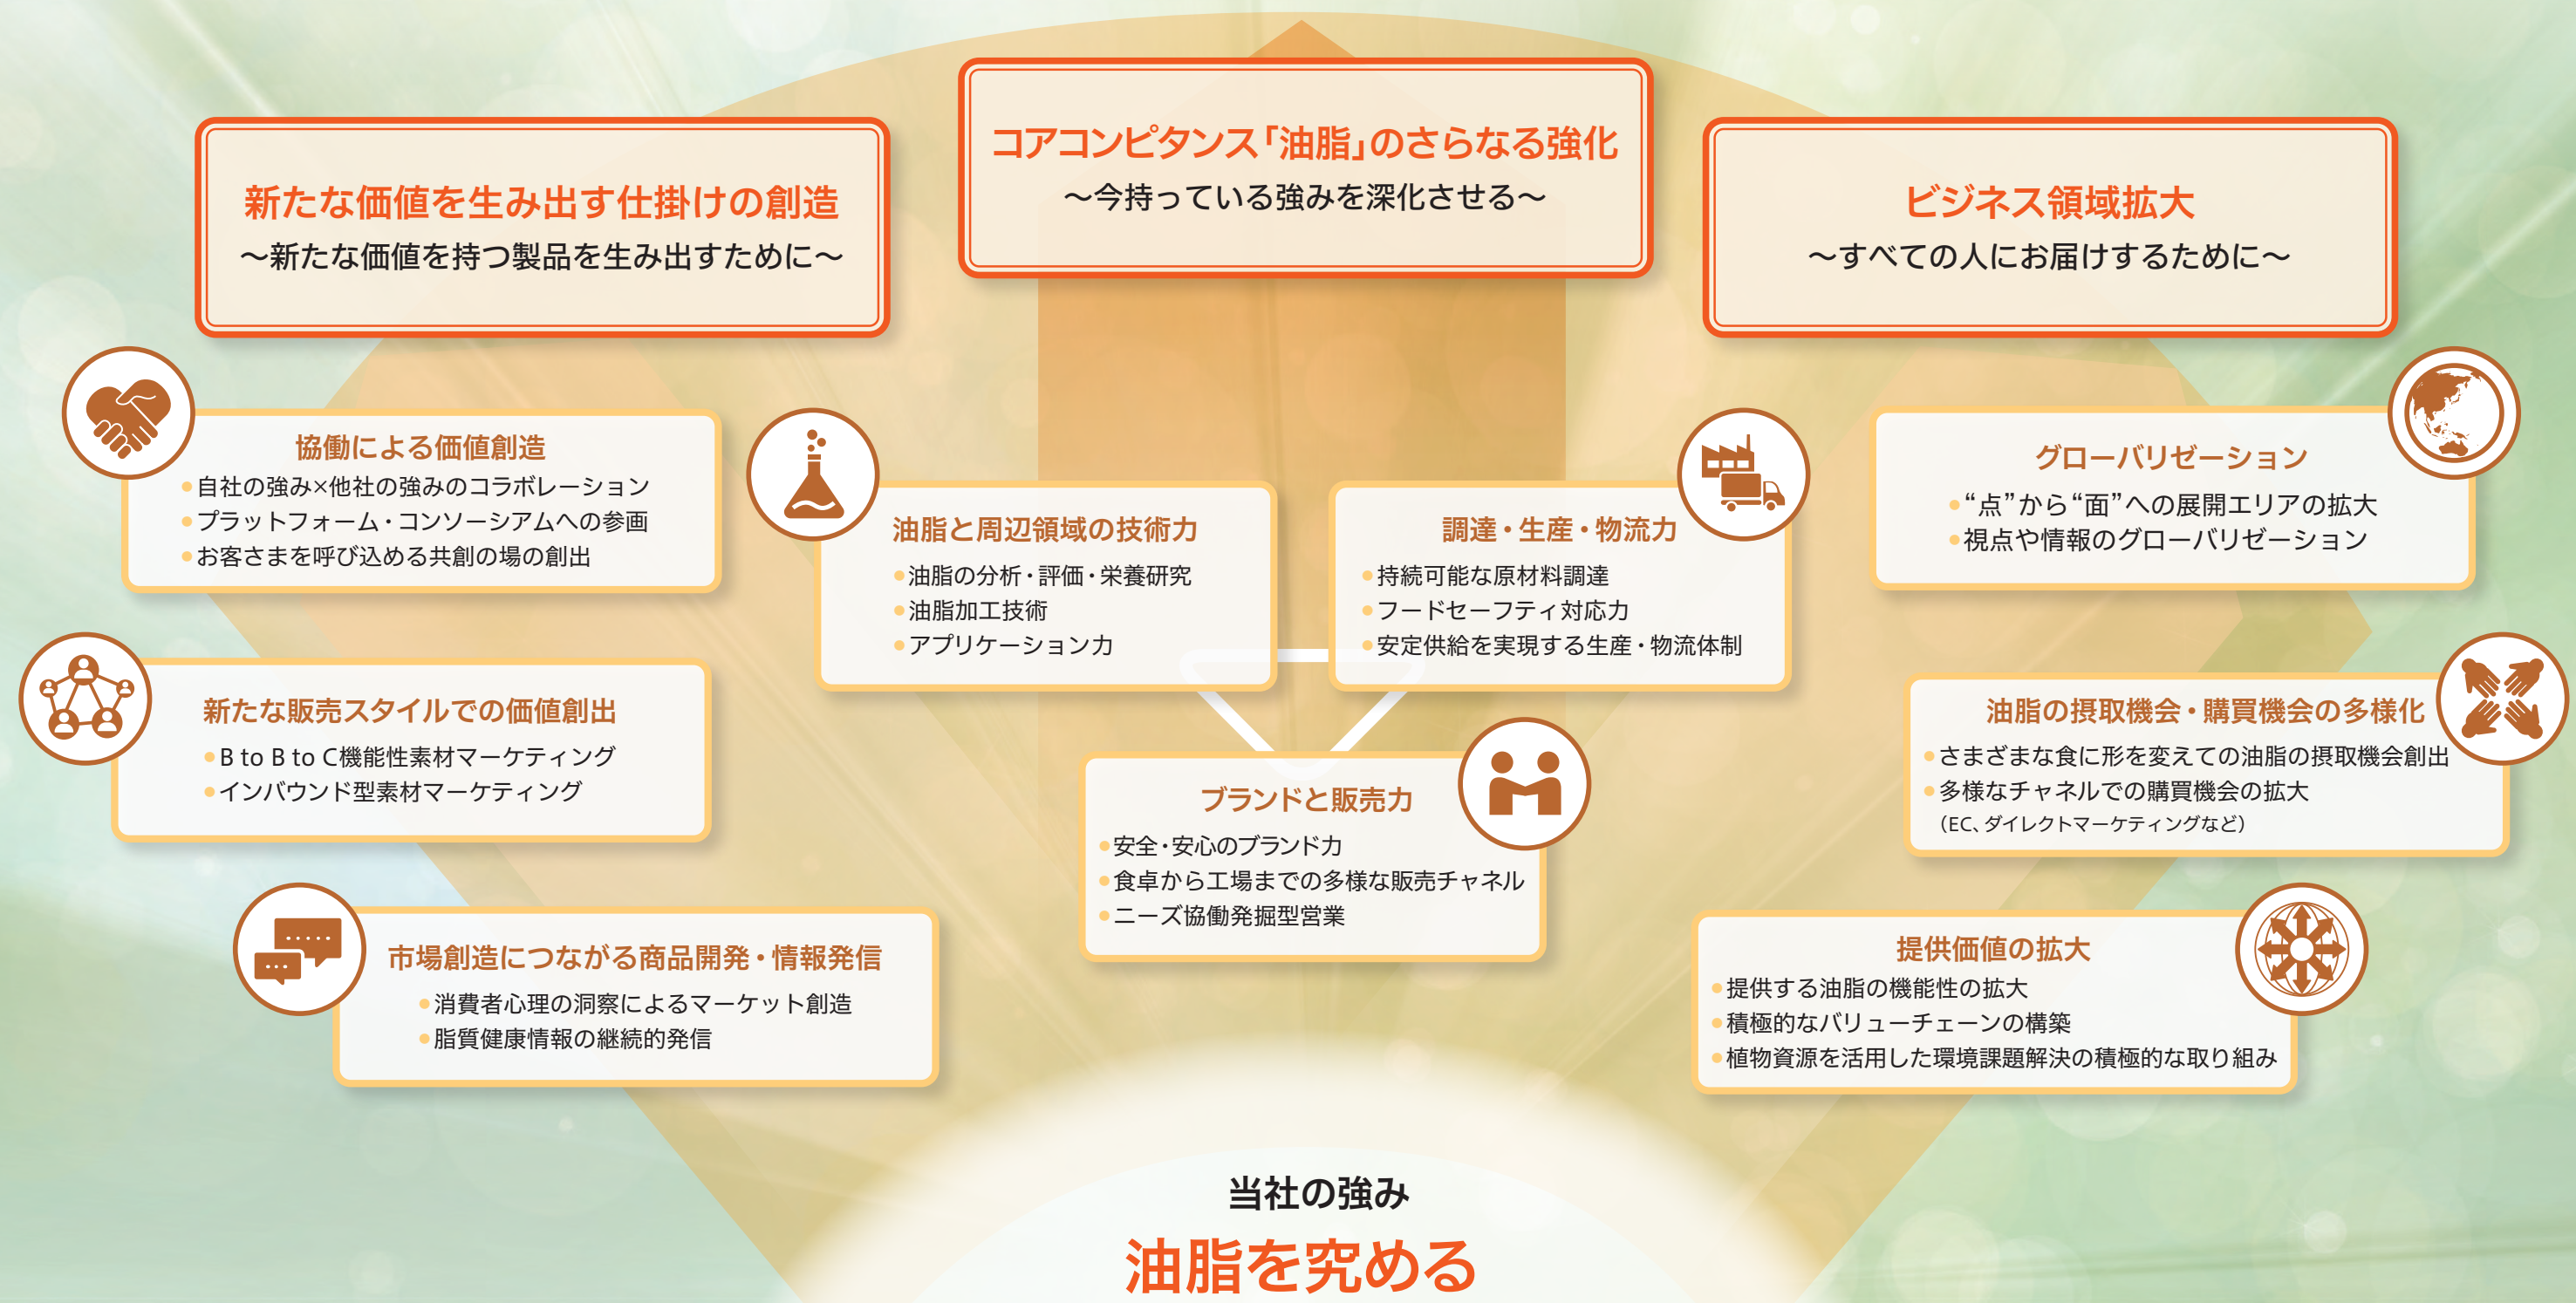 コアコンピタンス「油脂」のさらなる強化
～今持っている強みを深化させる～
新たな価値を生み出す仕掛けの創造
～新たな価値を持つ製品を生み出すために～
ビジネス領域拡大
～すべての人にお届けするために～
協働による価値創造
●自社の強み×他社の強みのコラボレーション
●プラットフォーム・コンソーシアムへの参画
●お客さまを呼び込める共創の場の創出
新たな販売スタイルでの価値創出
●B to B to C機能性素材マーケティング
●インバウンド型素材マーケティング
市場創造につながる商品開発・情報発信
●消費者心理の洞察によるマーケット創造
●脂質健康情報の継続的発信
油脂と周辺領域の技術力
●油脂の分析・評価・栄養研究
●油脂加工技術
●アプリケーション力
調達・生産・物流力
●持続可能な原材料調達
●フードセーフティ対応力
●安定供給を実現する生産・物流体制
ブランドと販売力
●安全・安心のブランド力
●食卓から工場までの多様な販売チャネル
●ニーズ協働発掘型営業
グローバリゼーション
●“点”から“面”への展開エリアの拡大
●視点や情報のグローバリゼーション
油脂の摂取機会・購買機会の多様化
●さまざまな食に形を変えての油脂の摂取機会創出
●多様なチャネルでの購買機会の拡大
（EC、ダイレクトマーケティングなど）
提供価値の拡大
●提供する油脂の機能性の拡大
●積極的なバリューチェーンの構築
●植物資源を活用した環境課題解決の積極的な取り組み
当社の強み
油脂を究める